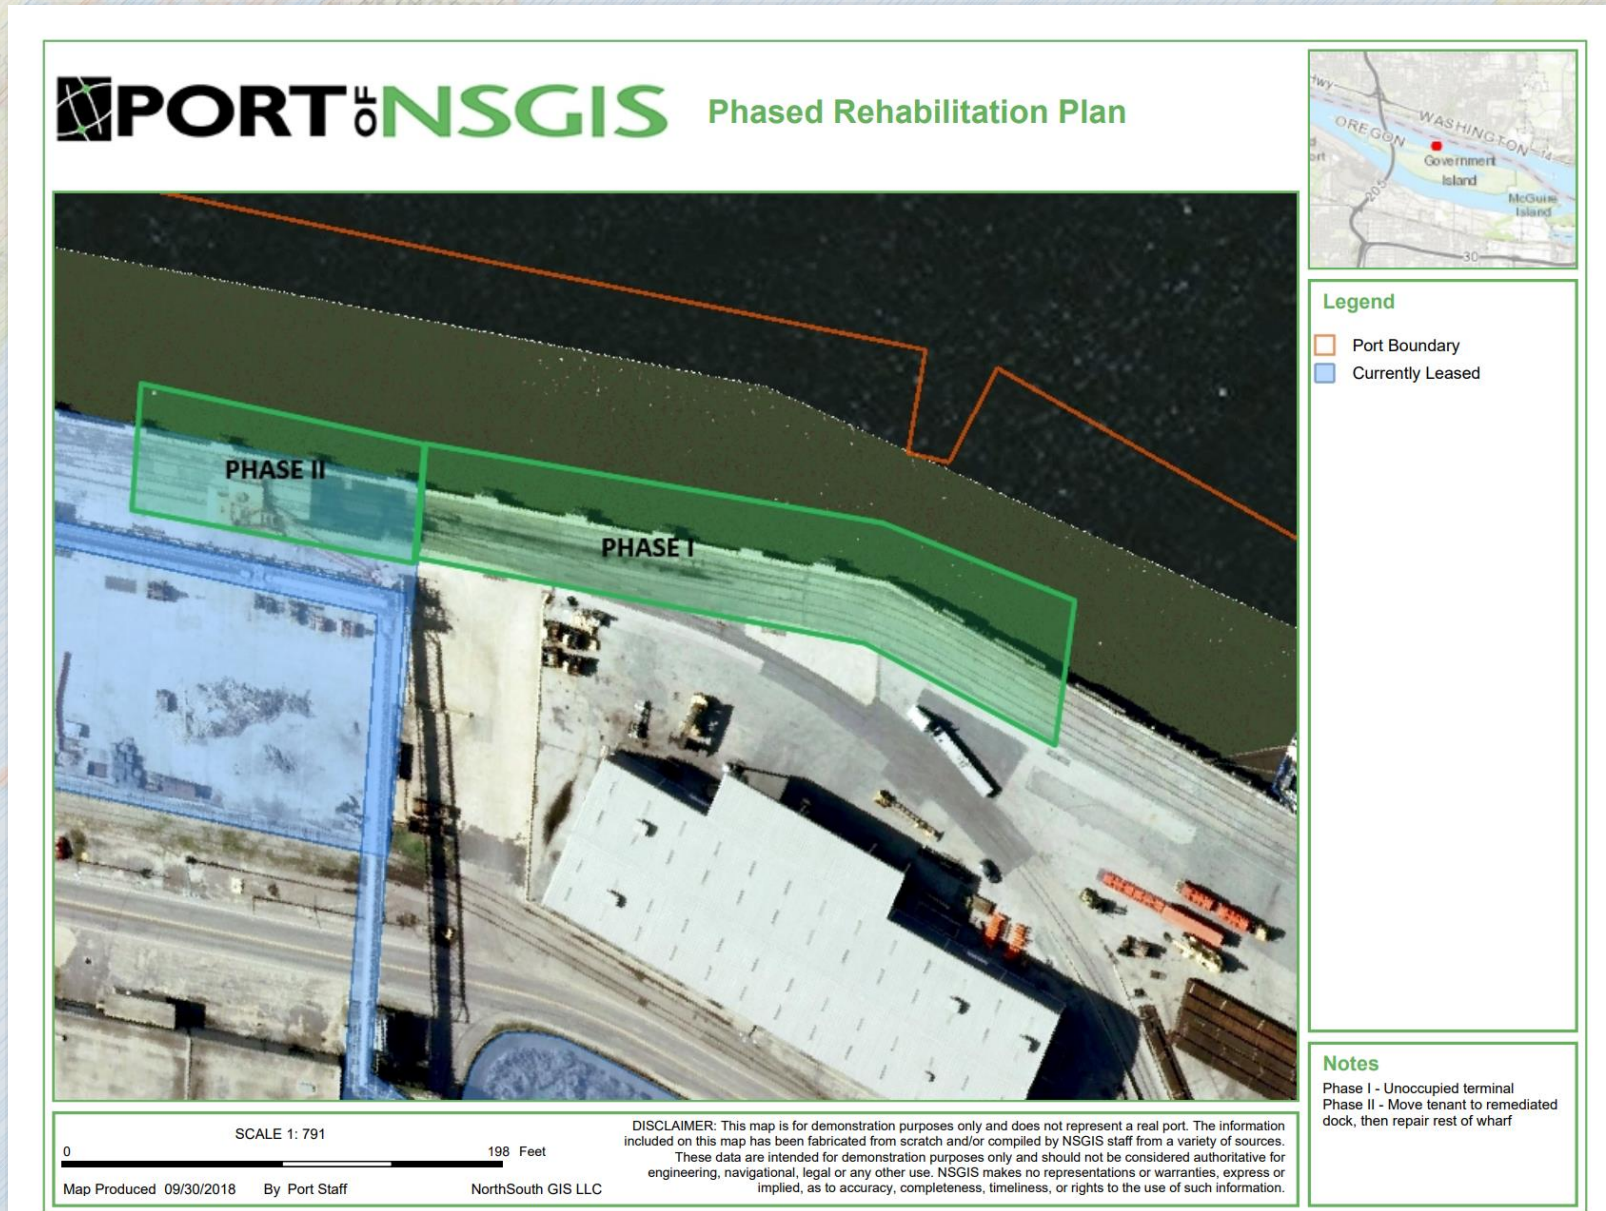 PORT OF NSGIS
Phased Rehabilitation Plan
WASHINGTON
14
OREGON
Government
Island
McGuire
Island
205
30
PHASE II
PHASE I
Legend
Port Boundary
Currently Leased
Notes
Phase I - Unoccupied terminal
Phase II - Move tenant to remediated
dock, then repair rest of wharf
SCALE 1: 791
0 198 Feet
Map Produced 09/30/2018 By Port Staff NorthSouth GIS LLC
DISCLAIMER: This map is for demonstration purposes only and does not represent a real port. The information
included on this map has been fabricated from scratch and/or compiled by NSGIS staff from a variety of sources.
These data are intended for demonstration purposes only and should not be considered authoritative for
engineering, navigational, legal or any other use. NSGIS makes no representations or warranties, express or
implied, as to accuracy, completeness, timeliness, or rights to the use of such information.